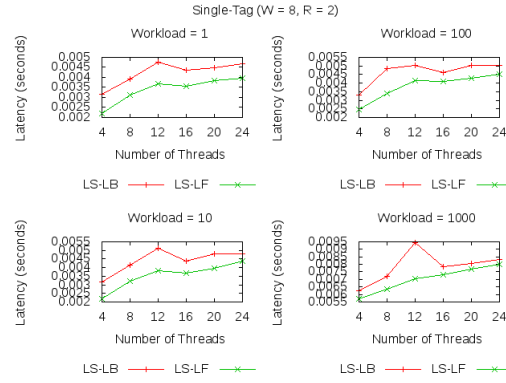 Single-Tag (W = 8, R = 2)
Workload = 1
Latency (seconds)
0.005
0.0045
0.004
0.0035
0.003
0.0025
0.002
4 8 12 16 20 24
Number of Threads
LS-LB LS-LF
Workload = 100
Latency (seconds)
0.0055
0.005
0.0045
0.004
0.0035
0.003
0.0025
0.002
4 8 12 16 20 24
Number of Threads
LS-LB LS-LF
Workload = 10
Latency (seconds)
0.0055
0.005
0.0045
0.004
0.0035
0.003
0.0025
0.002
4 8 12 16 20 24
Number of Threads
LS-LB LS-LF
Workload = 1000
Latency (seconds)
0.0095
0.009
0.0085
0.008
0.0075
0.007
0.0065
0.006
0.0055
4 8 12 16 20 24
Number of Threads
LS-LB LS-LF